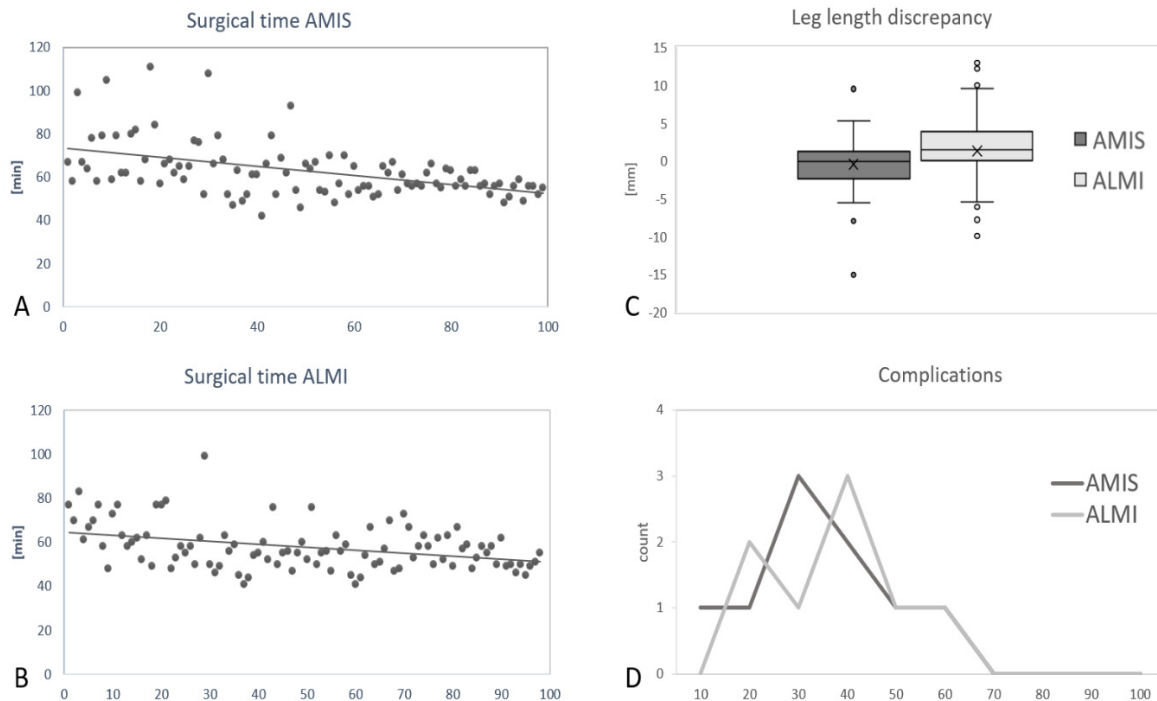 Surgical time AMIS
120
100
80
60
40
20
0
[min]
0 20 40 60 80 100
A
Surgical time ALMI
120
100
80
60
40
20
0
[min]
0 10 20 30 40 50 60 70 80 90 100
B
Leg length discrepancy
15
10
5
0
-5
-10
-15
-20
[mm]
AMIS
ALMI
C
Complications
4
3
2
1
0
count
AMIS
ALMI
10 20 30 40 50 60 70 80 90 100
D